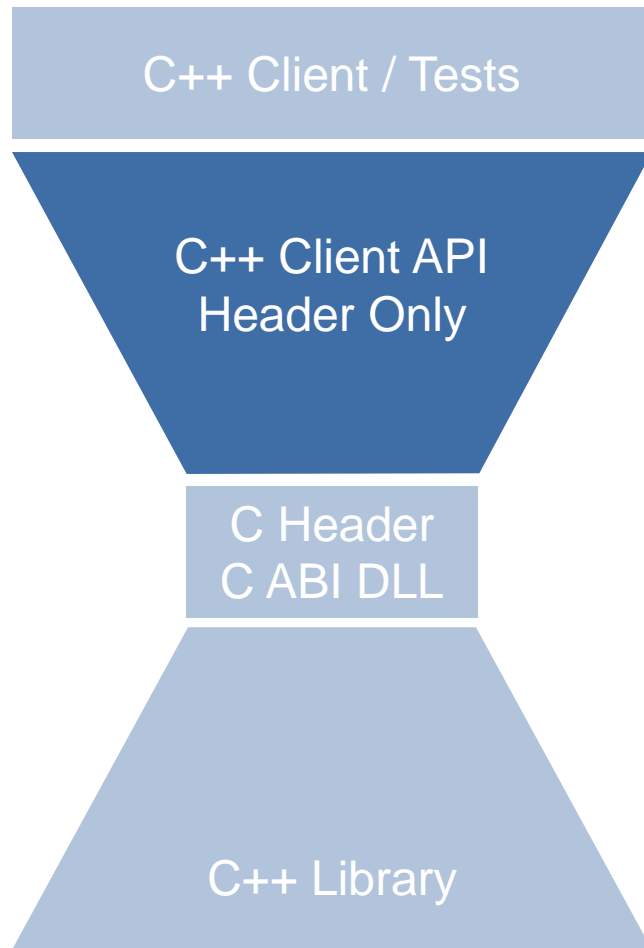 C++ Client / Tests
C++ Client API
Header Only
C Header
C ABI DLL
C++ Library